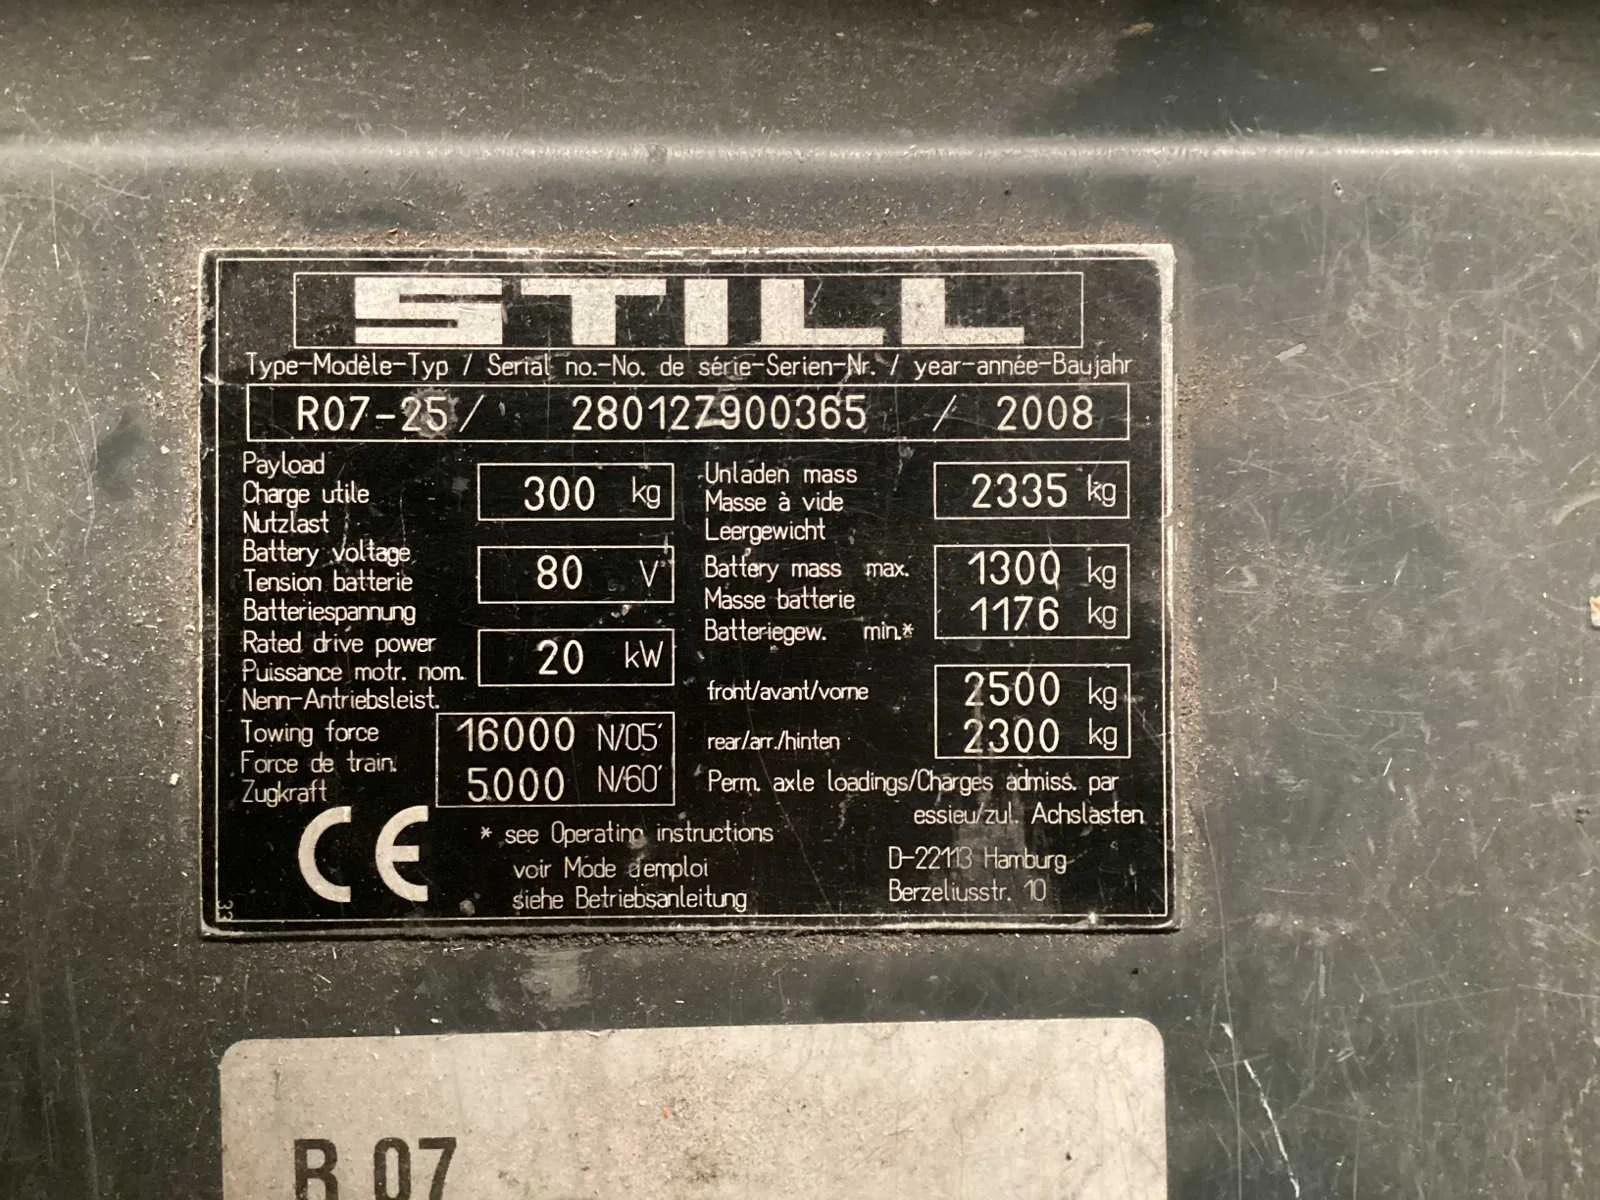 STILL
Type-Modèle-Typ / Serial no.-No. de série-Serien-Nr. / year-année-Baujahr
R07-25 / 280127900365 / 2008
Payload
Charge utile
Nutzlast
300 kg
Battery voltage
Tension batterie
Batteriespannung
80 V
Rated drive power
Puissance motr. nom.
Nenn-Antriebsleist.
20 kW
Towing force
Force de train.
Zugkraft
16000 N/05'
5000 N/60'
Unladen mass
Masse à vide
Leergewicht
2335 kg
Battery mass max.
Masse batterie
Batteriegew. min.*
1300 kg
1176 kg
front/avant/vorne 2500 kg
rear/arr./hinten 2300 kg
Perm. axle loadings/Charges admiss. par
essieu/zul. Achslasten
CE
* see Operating instructions
voir Mode d'emploi
siehe Betriebsanleitung
D-22113 Hamburg
Berzeliusstr. 10
33
R 07